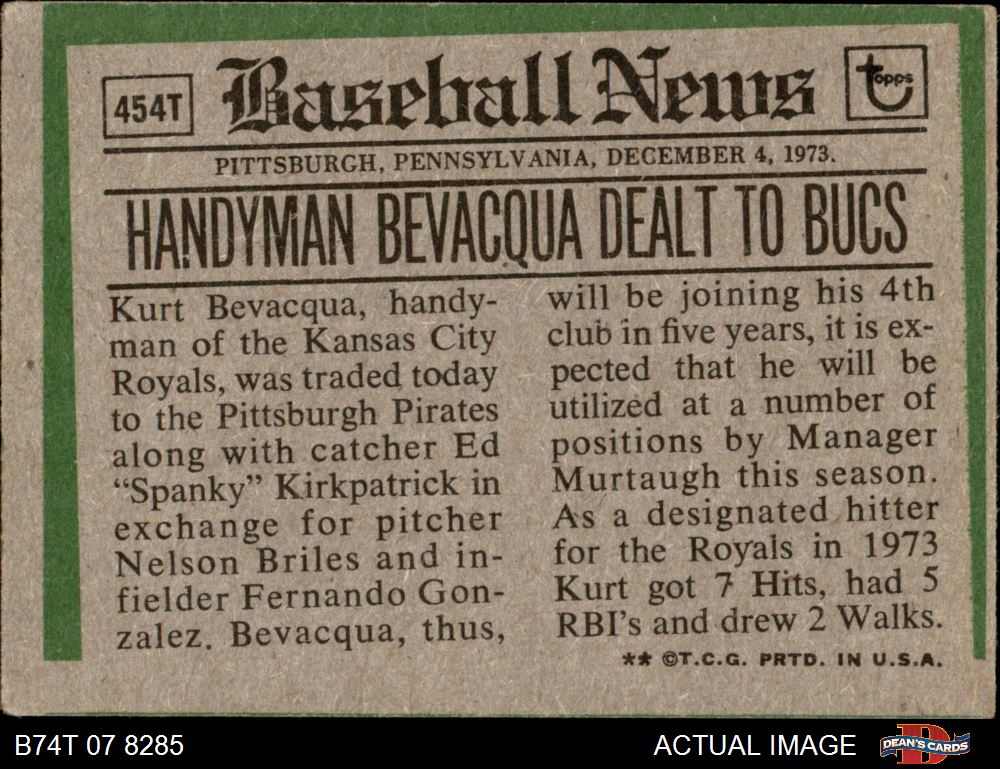 454T
Baseball News
Topps
PITTSBURGH, PENNSYLVANIA, DECEMBER 4, 1973.
HANDYMAN BEVACQUA DEALT TO BUCS
Kurt Bevacqua, handy-
man of the Kansas City
Royals, was traded today
to the Pittsburgh Pirates
along with catcher Ed
“Spanky” Kirkpatrick in
exchange for pitcher
Nelson Briles and in-
fielder Fernando Gon-
zalez. Bevacqua, thus,
will be joining his 4th
club in five years, it is ex-
pected that he will be
utilized at a number of
positions by Manager
Murtaugh this season.
As a designated hitter
for the Royals in 1973
Kurt got 7 Hits, had 5
RBI's and drew 2 Walks.
** ©T.C.G. PRTD. IN U.S.A.
B74T 07 8285
ACTUAL IMAGE
DEAN'S CARDS